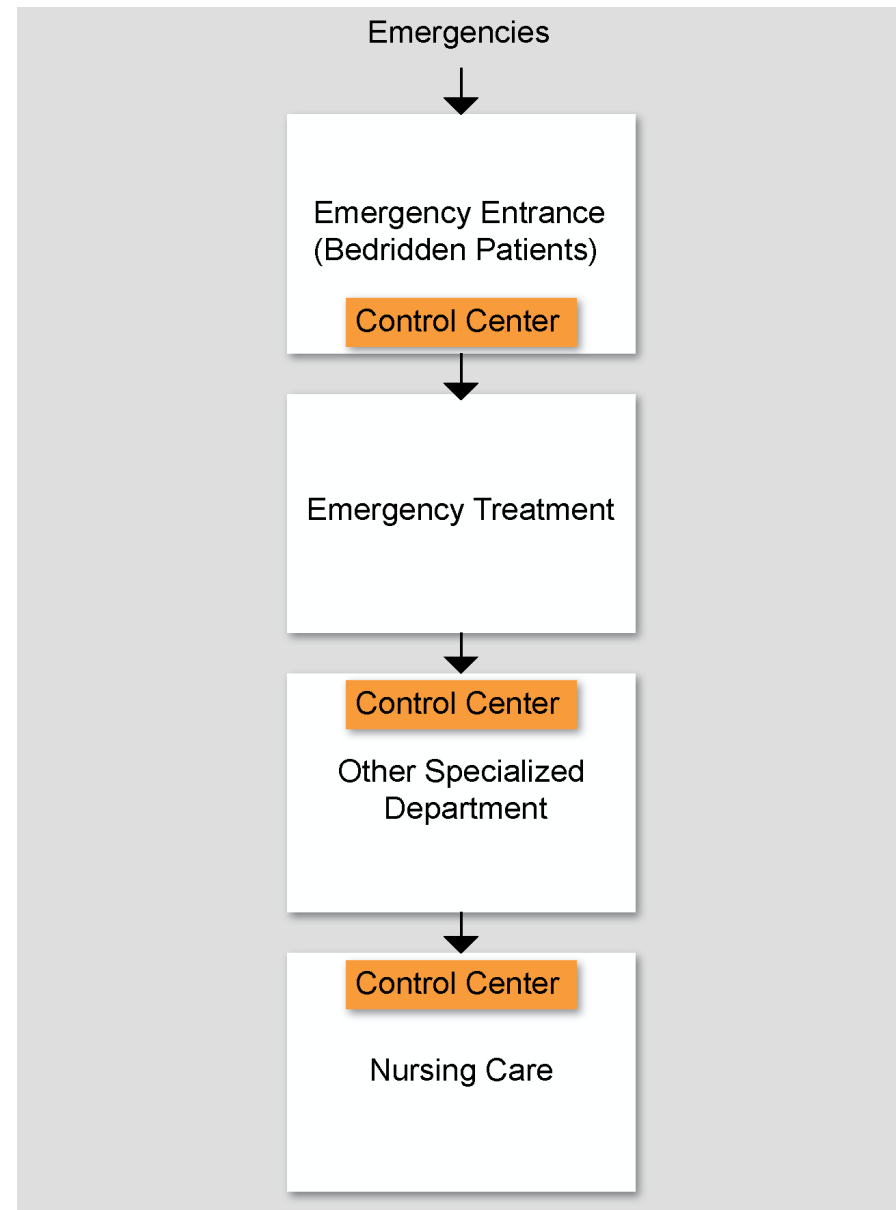 Emergencies
Emergency Entrance
(Bedridden Patients)
Control Center
Emergency Treatment
Control Center
Other Specialized
Department
Control Center
Nursing Care